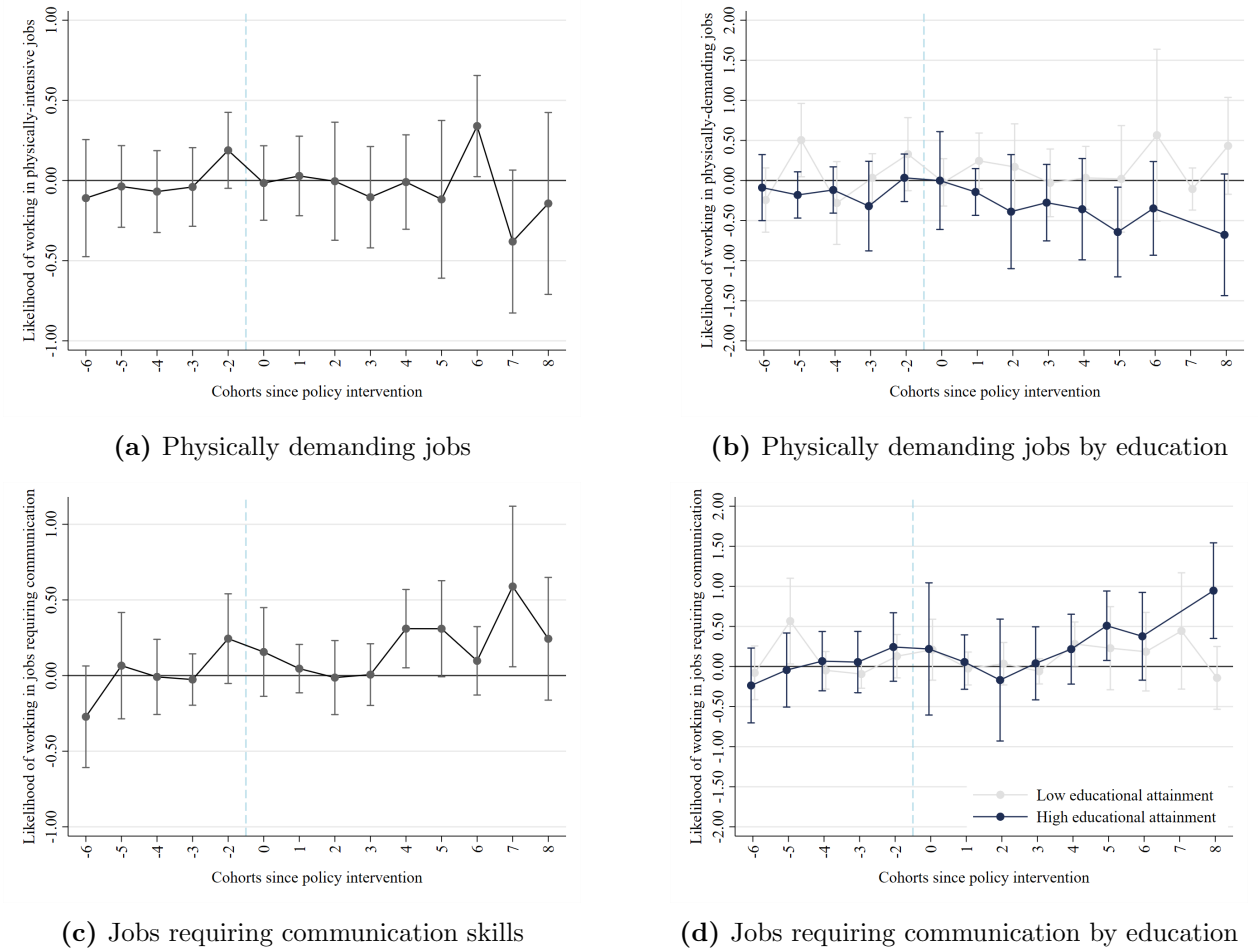 Likelihood of working in physically-intensive jobs
1.00
0.50
0.00
-0.50
-1.00
-6 -5 -4 -3 -2 0 1 2 3 4 5 6 7 8
Cohorts since policy intervention
(a) Physically demanding jobs
Likelihood of working in physically-demanding jobs
2.00
1.50
1.00
0.50
0.00
-0.50
-1.00
-1.50
-2.00
-6 -5 -4 -3 -2 0 1 2 3 4 5 6 7 8
Cohorts since policy intervention
(b) Physically demanding jobs by education
Likelihood of working in jobs requiring communication
1.00
0.50
0.00
-0.50
-1.00
-6 -5 -4 -3 -2 0 1 2 3 4 5 6 7 8
Cohorts since policy intervention
(c) Jobs requiring communication skills
Likelihood of working in jobs requiring communication
2.00
1.50
1.00
0.50
0.00
-0.50
-1.00
-1.50
-2.00
Low educational attainment
High educational attainment
-6 -5 -4 -3 -2 0 1 2 3 4 5 6 7 8
Cohorts since policy intervention
(d) Jobs requiring communication by education